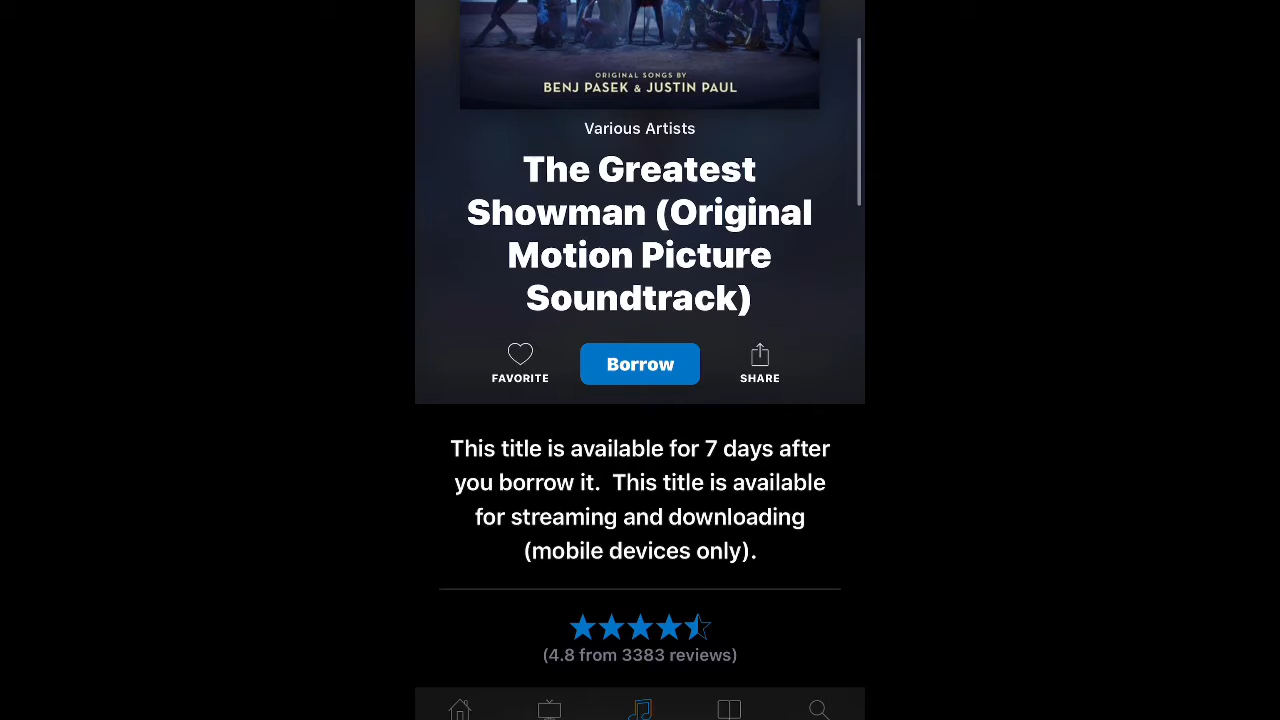 ORIGINAL SONGS BY
BENJ PASEK & JUSTIN PAUL
Various Artists
The Greatest
Showman (Original
Motion Picture
Soundtrack)
FAVORITE
Borrow
SHARE
This title is available for 7 days after
you borrow it.  This title is available
for streaming and downloading
(mobile devices only).
(4.8 from 3383 reviews)